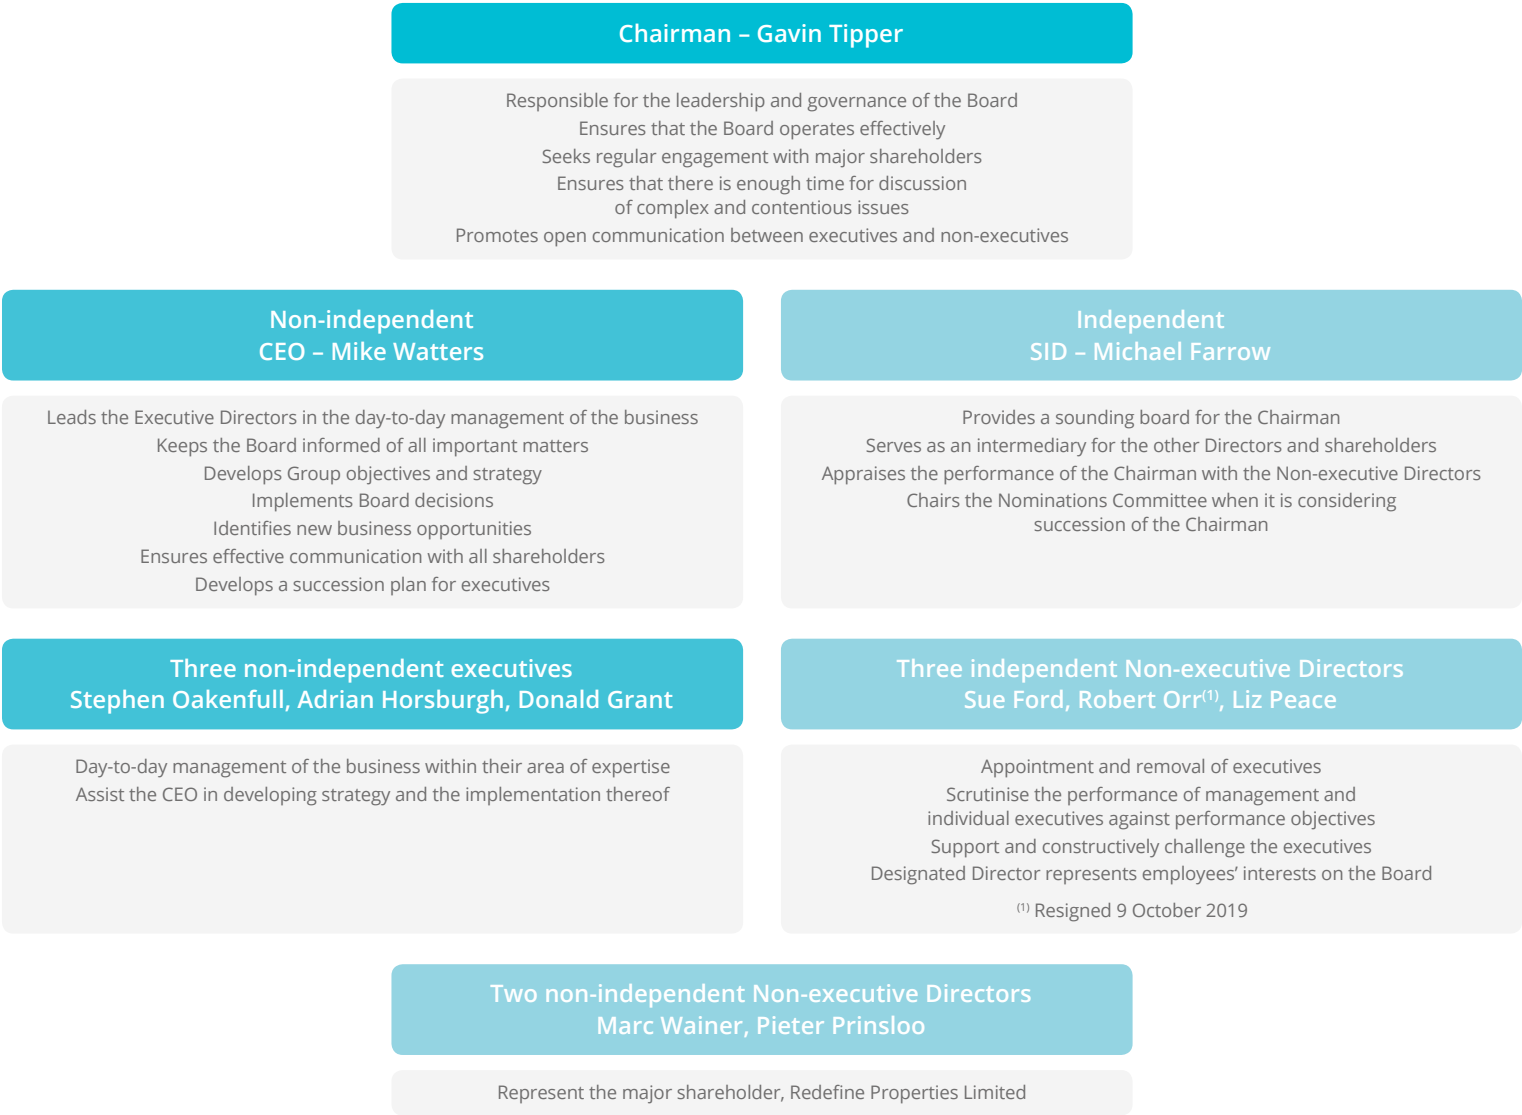 Chairman – Gavin Tipper
Responsible for the leadership and governance of the Board
Ensures that the Board operates effectively
Seeks regular engagement with major shareholders
Ensures that there is enough time for discussion
of complex and contentious issues
Promotes open communication between executives and non-executives
Non-independent
CEO – Mike Watters
Leads the Executive Directors in the day-to-day management of the business
Keeps the Board informed of all important matters
Develops Group objectives and strategy
Implements Board decisions
Identifies new business opportunities
Ensures effective communication with all shareholders
Develops a succession plan for executives
Independent
SID – Michael Farrow
Provides a sounding board for the Chairman
Serves as an intermediary for the other Directors and shareholders
Appraises the performance of the Chairman with the Non-executive Directors
Chairs the Nominations Committee when it is considering
succession of the Chairman
Three non-independent executives
Stephen Oakenfull, Adrian Horsburgh, Donald Grant
Day-to-day management of the business within their area of expertise
Assist the CEO in developing strategy and the implementation thereof
Three independent Non-executive Directors
Sue Ford, Robert Orr(1), Liz Peace
Appointment and removal of executives
Scrutinise the performance of management and
individual executives against performance objectives
Support and constructively challenge the executives
Designated Director represents employees’ interests on the Board
(1) Resigned 9 October 2019
Two non-independent Non-executive Directors
Marc Wainer, Pieter Prinsloo
Represent the major shareholder, Redefine Properties Limited